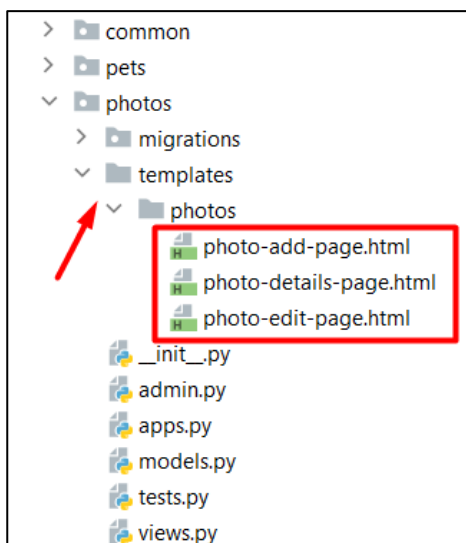 common
pets
photos
migrations
templates
photos
photo-add-page.html
photo-details-page.html
photo-edit-page.html
__init__.py
admin.py
apps.py
models.py
tests.py
views.py